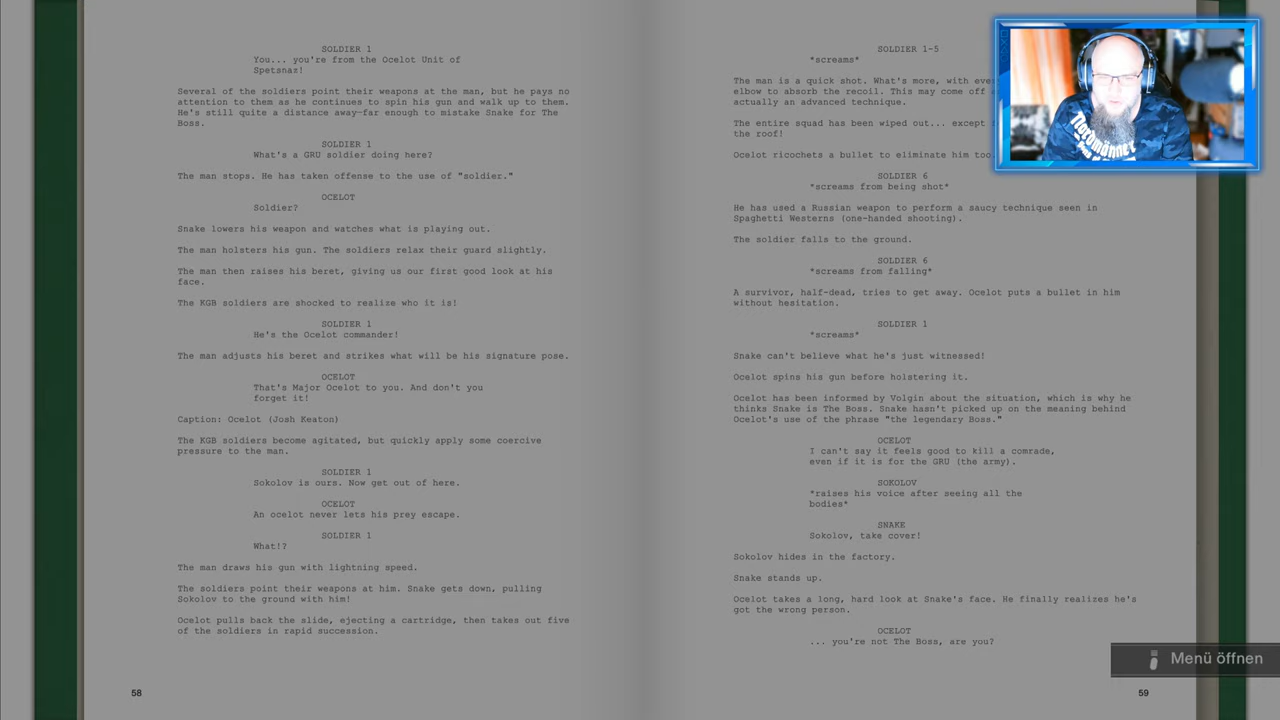 SOLDIER 1
You... you're from the Ocelot Unit of
Spetsnaz!
Several of the soldiers point their weapons at the man, but he pays no
attention to them as he continues to spin his gun and walk up to them.
He's still quite a distance away—far enough to mistake Snake for The
Boss.
SOLDIER 1
What's a GRU soldier doing here?
The man stops. He has taken offense to the use of "soldier."
OCELOT
Soldier?
Snake lowers his weapon and watches what is playing out.
The man holsters his gun. The soldiers relax their guard slightly.
The man then raises his beret, giving us our first good look at his
face.
The KGB soldiers are shocked to realize who it is!
SOLDIER 1
He's the Ocelot commander!
The man adjusts his beret and strikes what will be his signature pose.
OCELOT
That's Major Ocelot to you. And don't you
forget it!
Caption: Ocelot (Josh Keaton)
The KGB soldiers become agitated, but quickly apply some coercive
pressure to the man.
SOLDIER 1
Sokolov is ours. Now get out of here.
OCELOT
An ocelot never lets his prey escape.
SOLDIER 1
What!?
The man draws his gun with lightning speed.
The soldiers point their weapons at him. Snake gets down, pulling
Sokolov to the ground with him!
Ocelot pulls back the slide, ejecting a cartridge, then takes out five
of the soldiers in rapid succession.
58
SOLDIER 1-5
*screams*
The man is a quick shot. What's more, with
elbow to absorb the recoil. This may come off
actually an advanced technique.
The entire squad has been wiped out... except
the roof!
Ocelot ricochets a bullet to eliminate him too.
SOLDIER 6
*screams from being shot*
He has used a Russian weapon to perform a saucy technique seen in
Spaghetti Westerns (one-handed shooting).
The soldier falls to the ground.
SOLDIER 6
*screams from falling*
A survivor, half-dead, tries to get away. Ocelot puts a bullet in him
without hesitation.
SOLDIER 1
*screams*
Snake can't believe what he's just witnessed!
Ocelot spins his gun before holstering it.
Ocelot has been informed by Volgin about the situation, which is why he
thinks Snake is The Boss. Snake hasn't picked up on the meaning behind
Ocelot's use of the phrase "the legendary Boss."
OCELOT
I can't say it feels good to kill a comrade,
even if it is for the GRU (the army).
SOKOLOV
*raises his voice after seeing all the
bodies*
SNAKE
Sokolov, take cover!
Sokolov hides in the factory.
Snake stands up.
Ocelot takes a long, hard look at Snake's face. He finally realizes he's
got the wrong person.
OCELOT
... you're not The Boss, are you?
59
Nordmänner
Menü öffnen